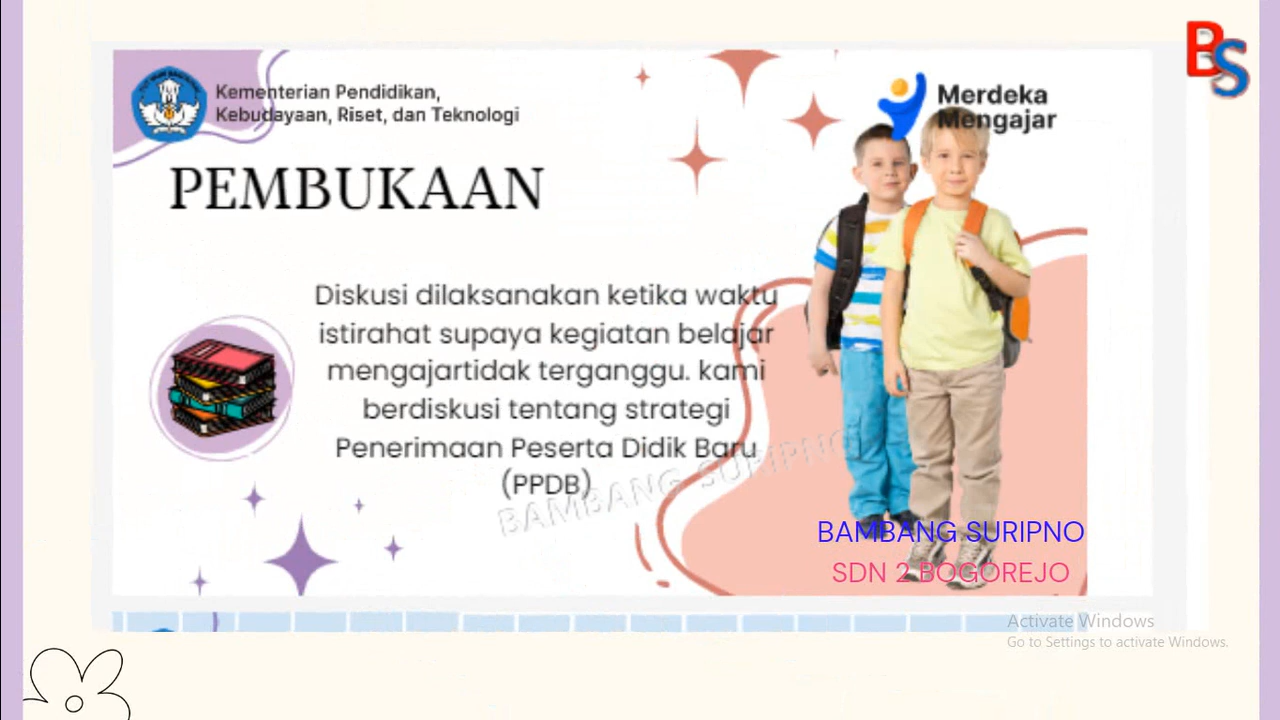 BS
Kementerian Pendidikan,
Kebudayaan, Riset, dan Teknologi
Merdeka
Mengajar
PEMBUKAAN
Diskusi dilaksanakan ketika waktu
istirahat supaya kegiatan belajar
mengajartidak terganggu. kami
berdiskusi tentang strategi
Penerimaan Peserta Didik Baru
(PPDB)
BAMBANG SURIPNO
BAMBANG SURIPNO
SDN 2 BOGOREJO
Activate Windows
Go to Settings to activate Windows.